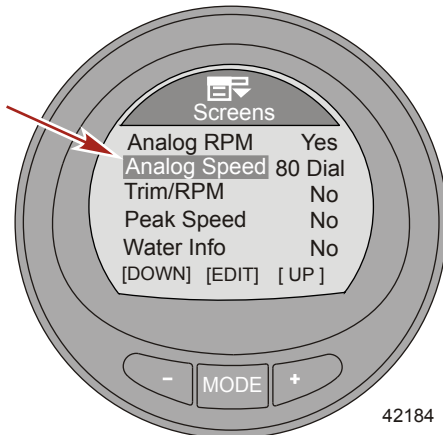 Screens
Analog RPM Yes
Analog Speed 80 Dial
Trim/RPM No
Peak Speed No
Water Info No
[DOWN] [EDIT] [ UP ]
- MODE +
42184